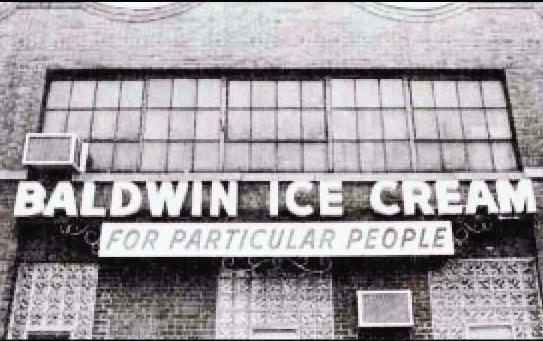 BALDWIN ICE CREAM
FOR PARTICULAR PEOPLE